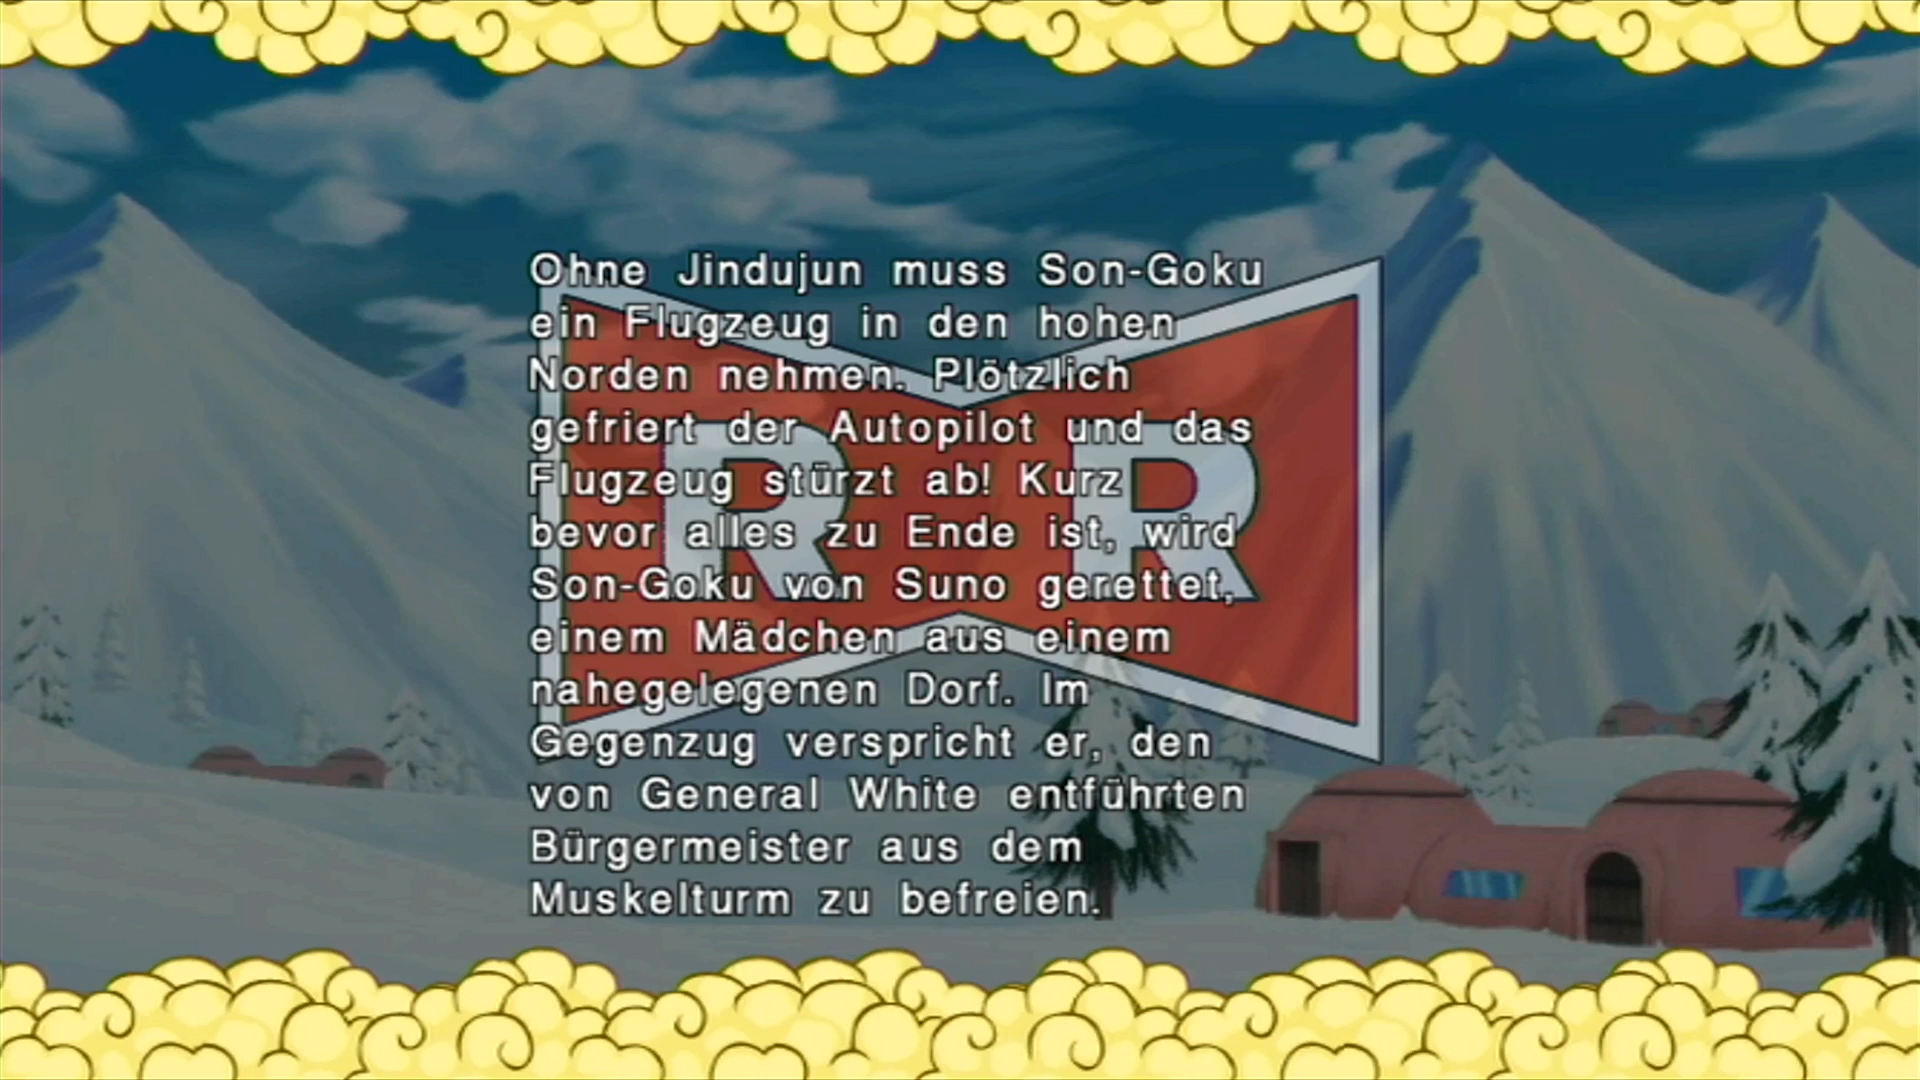 Ohne Jindujun muss Son-Goku
ein Flugzeug in den hohen
Norden nehmen. Plötzlich
gefriert der Autopilot und das
Flugzeug stürzt ab! Kurz
bevor alles zu Ende ist, wird
Son-Goku von Suno gerettet,
einem Mädchen aus einem
nahegelegenen Dorf. Im
Gegenzug verspricht er, den
von General White entführten
Bürgermeister aus dem
Muskelturm zu befreien.
R R